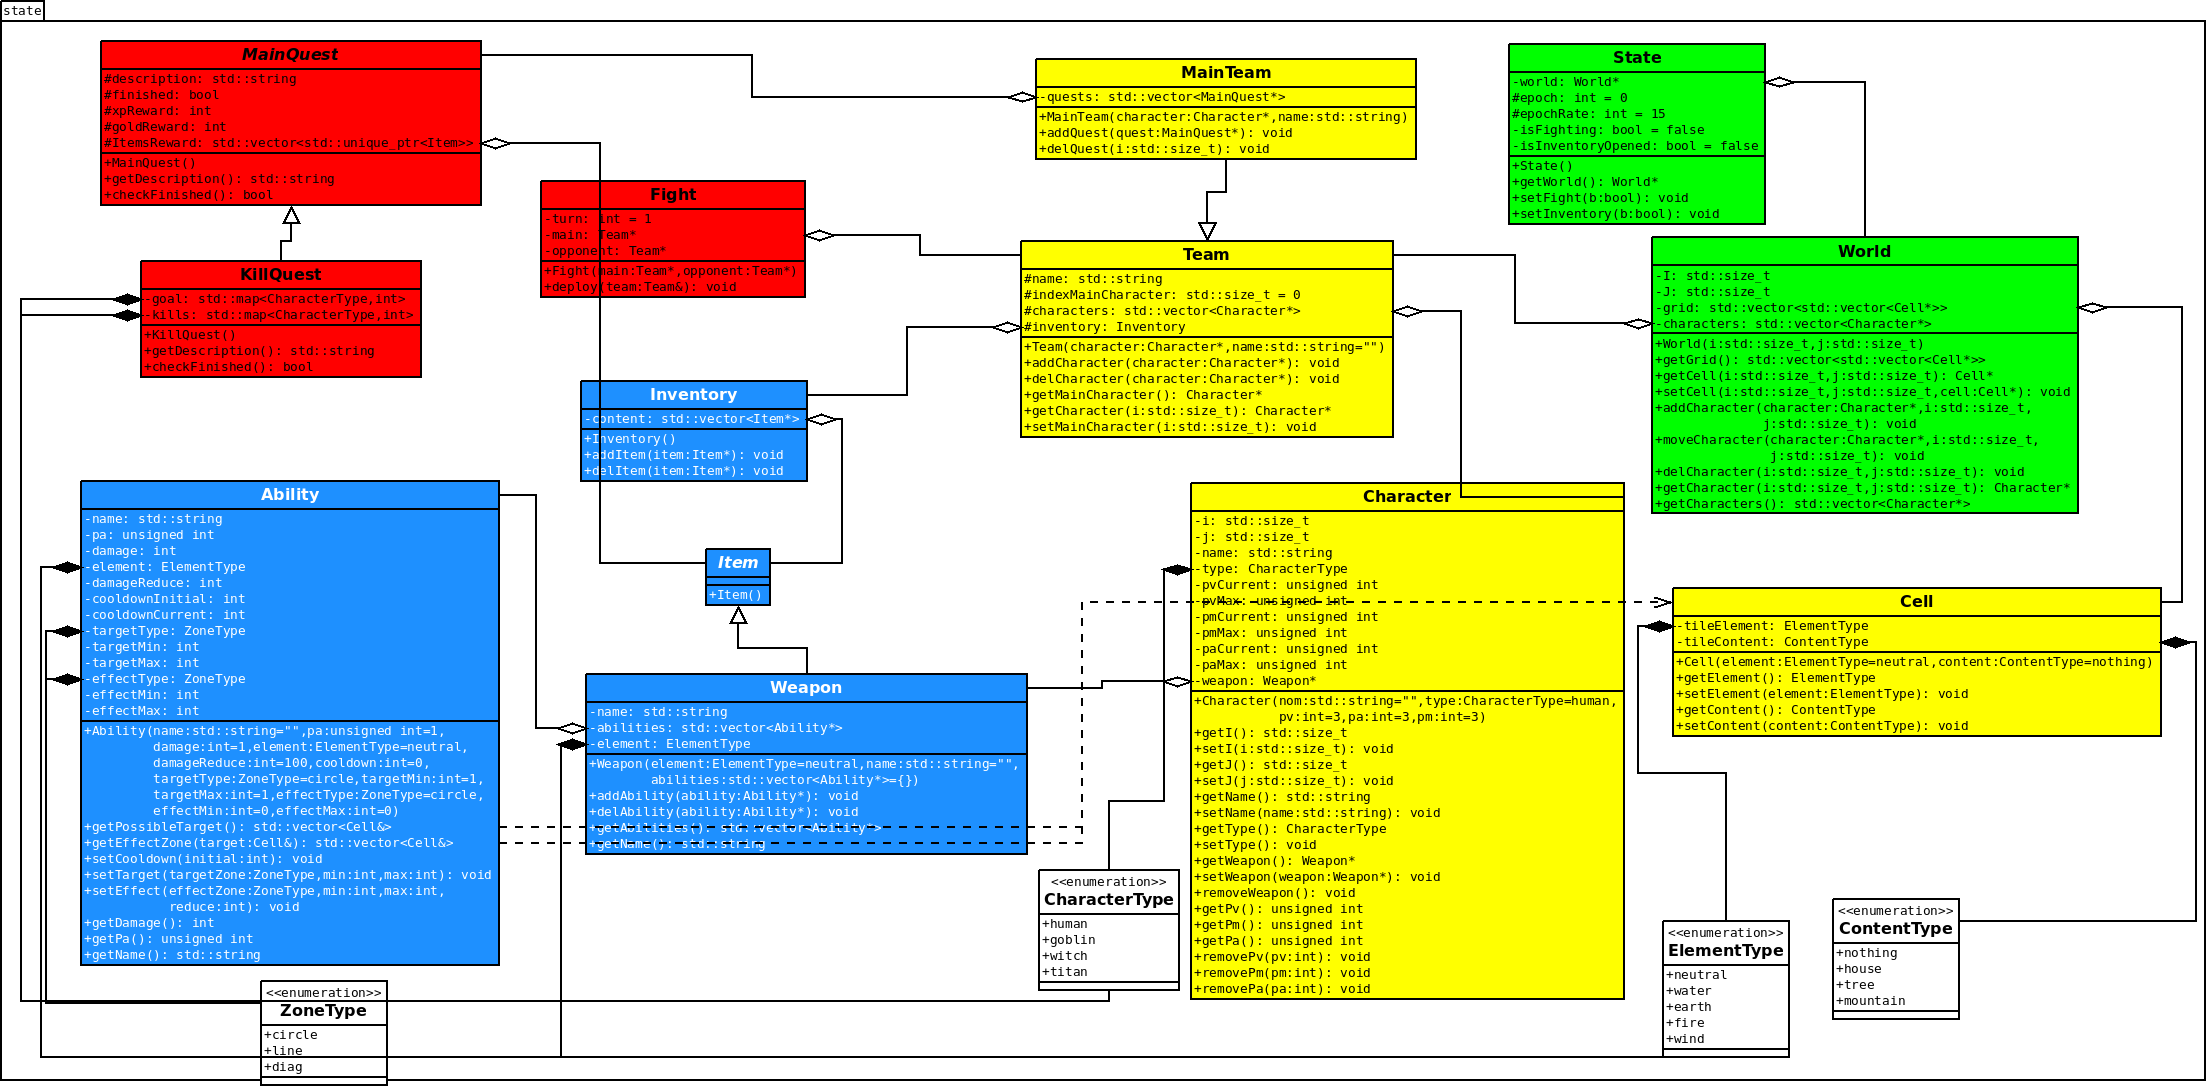 state
MainQuest
#description: std::string
#finished: bool
#xpReward: int
#goldReward: int
#ItemsReward: std::vector<std::unique_ptr<Item>>
+MainQuest()
+getDescription(): std::string
+checkFinished(): bool
MainTeam
-quests: std::vector<MainQuest*>
+MainTeam(character:Character*,name:std::string)
+addQuest(quest:MainQuest*): void
+delQuest(i:std::size_t): void
State
-world: World*
#epoch: int = 0
#epochRate: int = 15
-isFighting: bool = false
-isInventoryOpened: bool = false
+State()
+getWorld(): World*
+setFight(b:bool): void
+setInventory(b:bool): void
Fight
-turn: int = 1
-main: Team*
-opponent: Team*
+Fight(main:Team*,opponent:Team*)
+deploy(team:Team&): void
KillQuest
-goal: std::map<CharacterType,int>
-kills: std::map<CharacterType,int>
+KillQuest()
+getDescription(): std::string
+checkFinished(): bool
Team
#name: std::string
#indexMainCharacter: std::size_t = 0
#characters: std::vector<Character*>
#inventory: Inventory
+Team(character:Character*,name:std::string="")
+addCharacter(character:Character*): void
+delCharacter(character:Character*): void
+getMainCharacter(): Character*
+getCharacter(i:std::size_t): Character*
+setMainCharacter(i:std::size_t): void
World
-I: std::size_t
-J: std::size_t
-grid: std::vector<std::vector<Cell*>>
-characters: std::vector<Character*>
+World(i:std::size_t,j:std::size_t)
+getGrid(): std::vector<std::vector<Cell*>>
+getCell(i:std::size_t,j:std::size_t): Cell*
+setCell(i:std::size_t,j:std::size_t,cell:Cell*): void
+addCharacter(character:Character*,i:std::size_t,
j:std::size_t): void
+moveCharacter(character:Character*,i:std::size_t,
j:std::size_t): void
+delCharacter(i:std::size_t,j:std::size_t): void
+getCharacter(i:std::size_t,j:std::size_t): Character*
+getCharacters(): std::vector<Character*>
Inventory
-content: std::vector<Item*>
+Inventory()
+addItem(item:Item*): void
+delItem(item:Item*): void
Ability
-name: std::string
-pa: unsigned int
-damage: int
-element: ElementType
-damageReduce: int
-cooldownInitial: int
-cooldownCurrent: int
-targetType: ZoneType
-targetMin: int
-targetMax: int
-effectType: ZoneType
-effectMin: int
-effectMax: int
+Ability(name:std::string="",pa:unsigned int=1,
damage:int=1,element:ElementType=neutral,
damageReduce:int=100,cooldown:int=0,
targetType:ZoneType=circle,targetMin:int=1,
targetMax:int=1,effectType:ZoneType=circle,
effectMin:int=0,effectMax:int=0)
+getPossibleTarget(): std::vector<Cell&>
+getEffectZone(target:Cell&): std::vector<Cell&>
+setCooldown(initial:int): void
+setTarget(targetZone:ZoneType,min:int,max:int): void
+setEffect(effectZone:ZoneType,min:int,max:int,
reduce:int): void
+getDamage(): int
+getPa(): unsigned int
+getName(): std::string
Item
+Item()
Weapon
-name: std::string
-abilities: std::vector<Ability*>
-element: ElementType
+Weapon(element:ElementType=neutral,name:std::string="",
abilities:std::vector<Ability*>={})
+addAbility(ability:Ability*): void
+delAbility(ability:Ability*): void
+getAbilities(): std::vector<Ability*>
+getName(): std::string
Character
-i: std::size_t
-j: std::size_t
-name: std::string
-type: CharacterType
-pvCurrent: unsigned int
-pvMax: unsigned int
-pmCurrent: unsigned int
-pmMax: unsigned int
-paCurrent: unsigned int
-paMax: unsigned int
-weapon: Weapon*
+Character(nom:std::string="",type:CharacterType=human,
pv:int=3,pa:int=3,pm:int=3)
+getI(): std::size_t
+setI(i:std::size_t): void
+getJ(): std::size_t
+setJ(j:std::size_t): void
+getName(): std::string
+setName(name:std::string): void
+getType(): CharacterType
+setType(): void
+getWeapon(): Weapon*
+setWeapon(weapon:Weapon*): void
+removeWeapon(): void
+getPv(): unsigned int
+getPm(): unsigned int
+getPa(): unsigned int
+removePv(pv:int): void
+removePm(pm:int): void
+removePa(pa:int): void
Cell
-tileElement: ElementType
-tileContent: ContentType
+Cell(element:ElementType=neutral,content:ContentType=nothing)
+getElement(): ElementType
+setElement(element:ElementType): void
+getContent(): ContentType
+setContent(content:ContentType): void
<<enumeration>>
CharacterType
+human
+goblin
+witch
+titan
<<enumeration>>
ElementType
+neutral
+water
+earth
+fire
+wind
<<enumeration>>
ContentType
+nothing
+house
+tree
+mountain
<<enumeration>>
ZoneType
+circle
+line
+diag